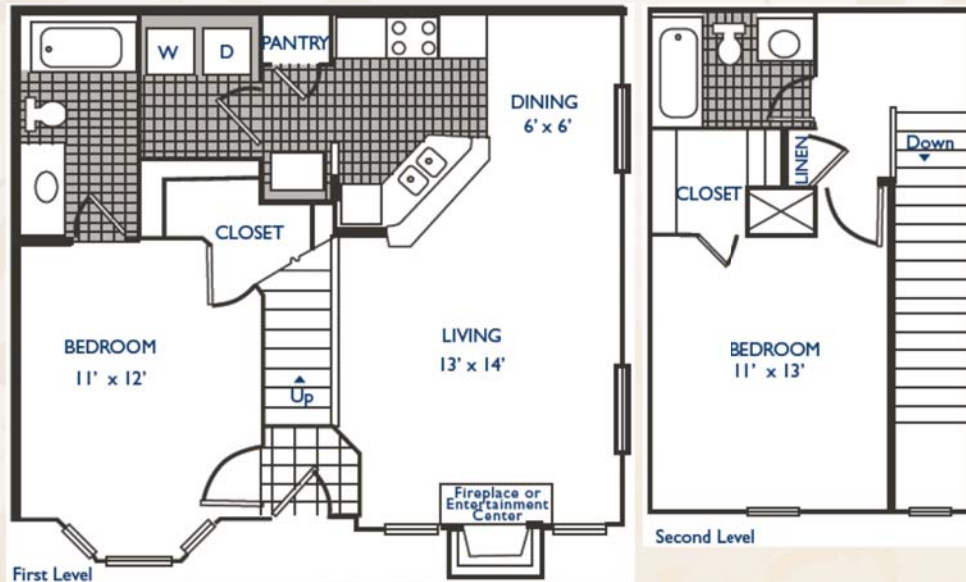 W
D
PANTRY
DINING
6' x 6'
CLOSET
BEDROOM
11' x 12'
Up
LIVING
13' x 14'
Fireplace or
Entertainment
Center
First Level
Down
LINEN
CLOSET
BEDROOM
11' x 13'
Second Level